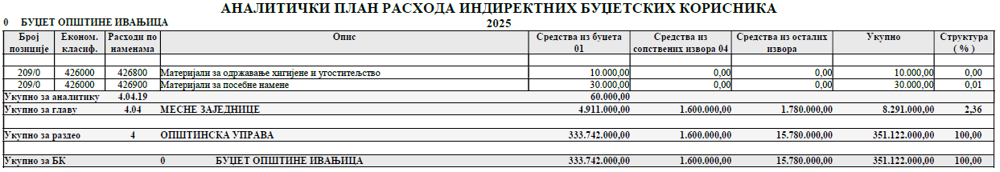 АНАЛИТИЧКИ ПЛАН РАСХОДА ИНДИРЕКТНИХ БУЏЕТСКИХ КОРИСНИКА
0 БУЏЕТ ОПШТИНЕ ИВАЊИЦА 2025
Број позиције Економ. класиф. Расходи по наменама Опис Средства из буџета 01 Средства из сопствених извора 04 Средства из осталих извора Укупно Структура ( % )
209/0 426000 426800 Материјали за одржавање хигијене и угоститељство 10.000,00 0,00 0,00 10.000,00 0,00
209/0 426000 426900 Материјали за посебне намене 30.000,00 0,00 0,00 30.000,00 0,01
Укупно за аналитику 4.04.19 60.000,00
Укупно за главу 4.04 МЕСНЕ ЗАЈЕДНИЦЕ 4.911.000,00 1.600.000,00 1.780.000,00 8.291.000,00 2,36
Укупно за раздео 4 ОПШТИНСКА УПРАВА 333.742.000,00 1.600.000,00 15.780.000,00 351.122.000,00 100,00
Укупно за БК 0 БУЏЕТ ОПШТИНЕ ИВАЊИЦА 333.742.000,00 1.600.000,00 15.780.000,00 351.122.000,00 100,00